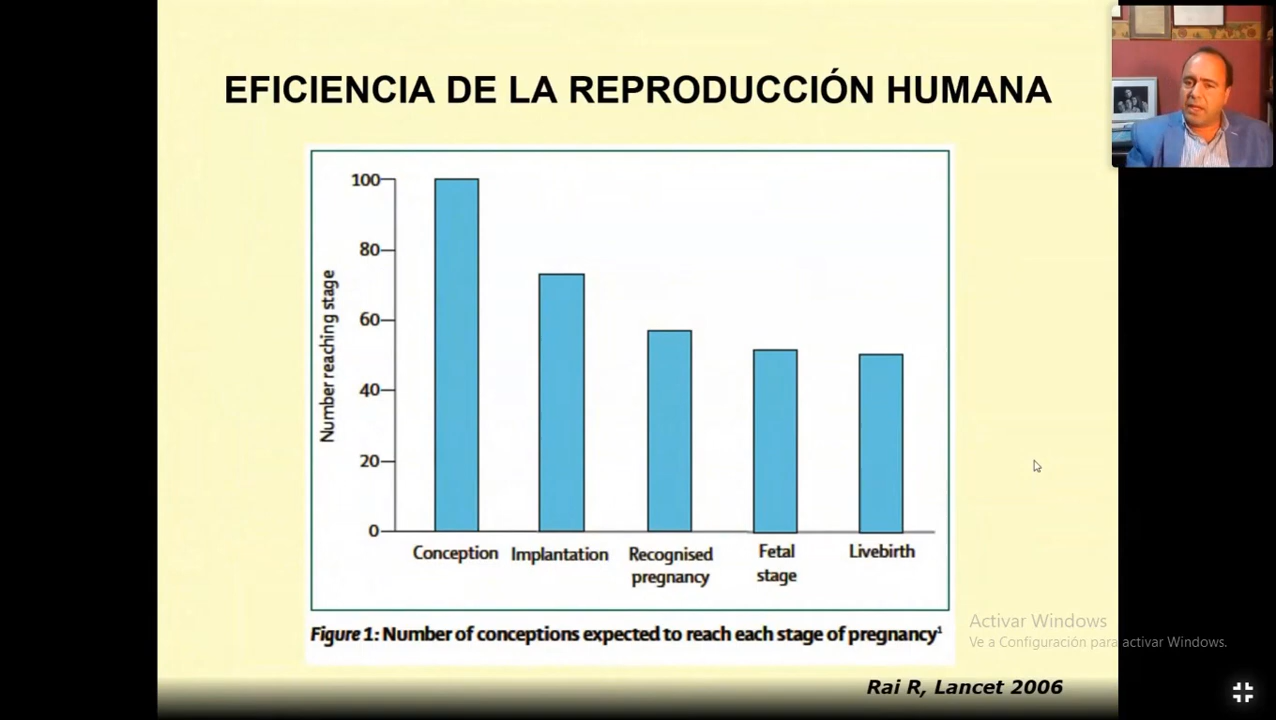 EFICIENCIA DE LA REPRODUCCIÓN HUMANA
Number reaching stage
100
80
60
40
20
0
Conception
Implantation
Recognised
pregnancy
Fetal
stage
Livebirth
Figure 1: Number of conceptions expected to reach each stage of pregnancy¹
Activar Windows
Ve a Configuración para activar Windows.
Rai R, Lancet 2006